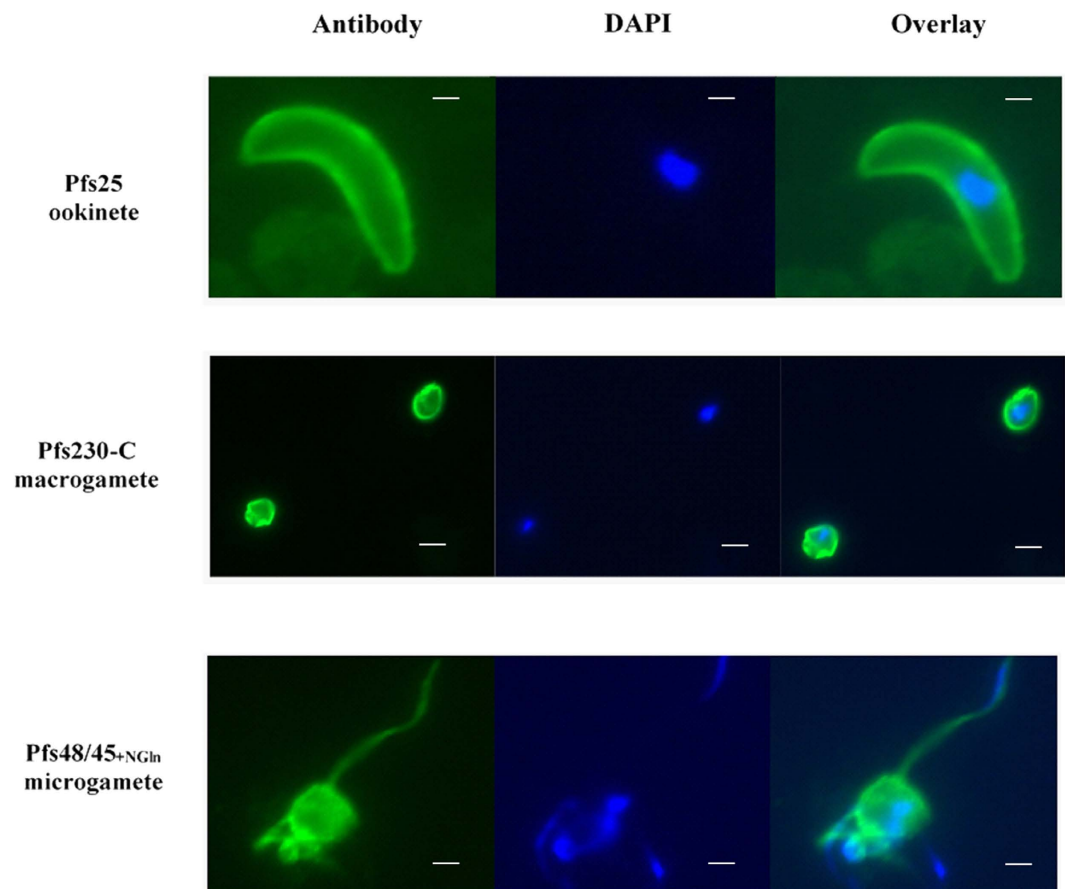 Antibody DAPI Overlay
Pfs25
ookinete
Pfs230-C
macrogamete
Pfs48/45+NGln
microgamete